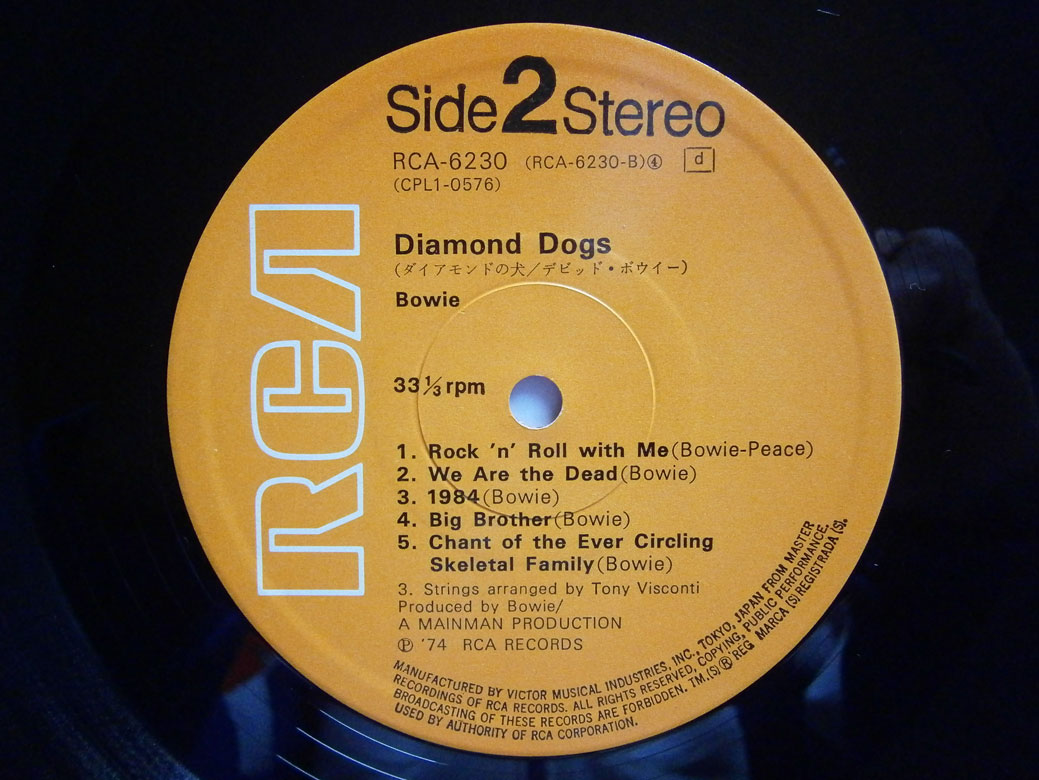 Side 2 Stereo
RCA-6230 (RCA-6230-B)④ d
(CPL1-0576)
Diamond Dogs
(ダイアモンドの犬/デビッド・ボウイー)
Bowie
33 1/3 rpm
1. Rock 'n' Roll with Me (Bowie-Peace)
2. We Are the Dead (Bowie)
3. 1984 (Bowie)
4. Big Brother (Bowie)
5. Chant of the Ever Circling
Skeletal Family (Bowie)
3. Strings arranged by Tony Visconti
Produced by Bowie/
A MAINMAN PRODUCTION
Ⓟ '74 RCA RECORDS
MANUFACTURED BY VICTOR MUSICAL INDUSTRIES, INC., TOKYO, JAPAN FROM MASTER
RECORDINGS OF RCA RECORDS. ALL RIGHTS RESERVED, COPYING, PUBLIC PERFORMANCE,
BROADCASTING OF THESE RECORDS ARE FORBIDDEN. TM.(S)® REG MARCA (S) REGISTRADA (S).
USED BY AUTHORITY OF RCA CORPORATION.
RCA